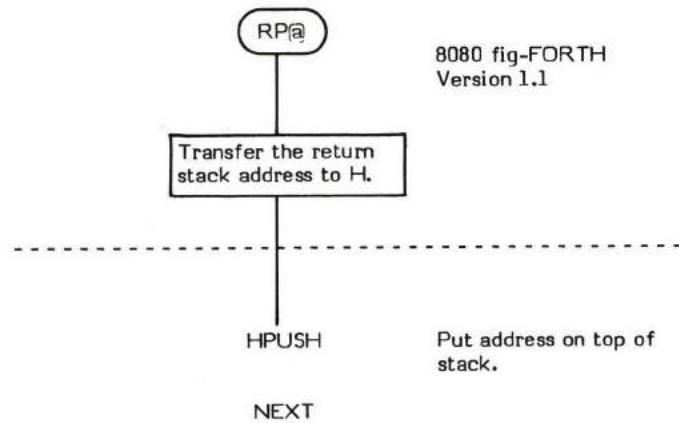 RP@
8080 fig-FORTH
Version 1.1
Transfer the return
stack address to H.
HPUSH
Put address on top of
stack.
NEXT